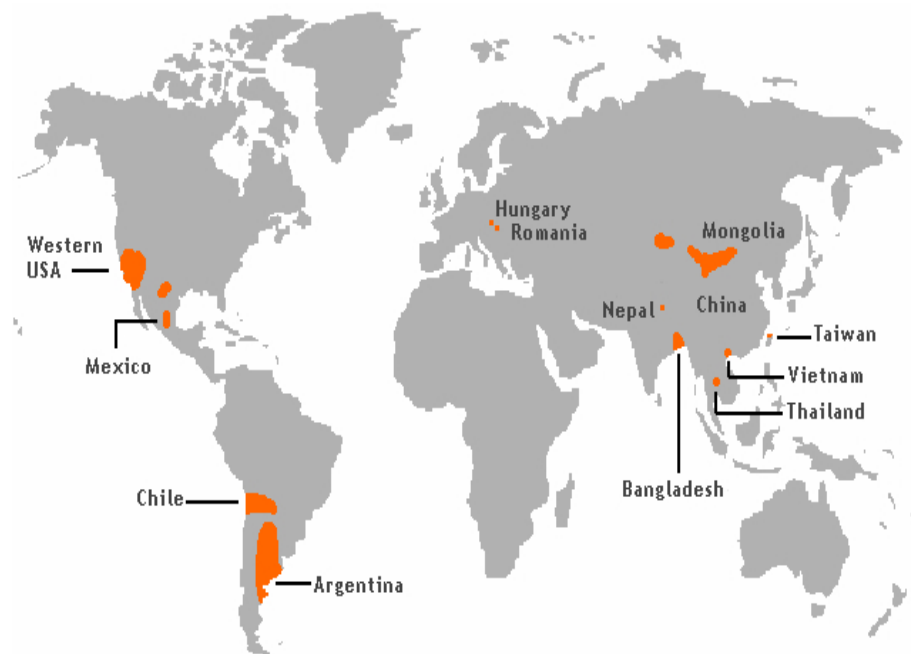 Hungary
Romania
Western
USA
Mongolia
Nepal
China
Taiwan
Mexico
Vietnam
Thailand
Bangladesh
Chile
Argentina